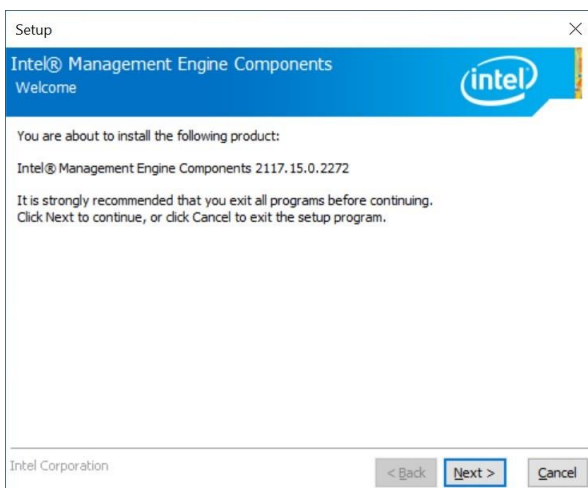 Setup
Intel® Management Engine Components
Welcome
intel
You are about to install the following product:
Intel® Management Engine Components 2117.15.0.2272
It is strongly recommended that you exit all programs before continuing.
Click Next to continue, or click Cancel to exit the setup program.
Intel Corporation
< Back Next > Cancel